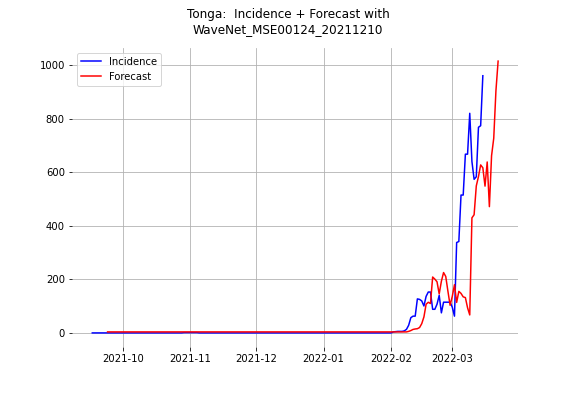 Tonga:  Incidence + Forecast with
WaveNet_MSE00124_20211210
Incidence
Forecast
1000
800
600
400
200
0
2021-10 2021-11 2021-12 2022-01 2022-02 2022-03